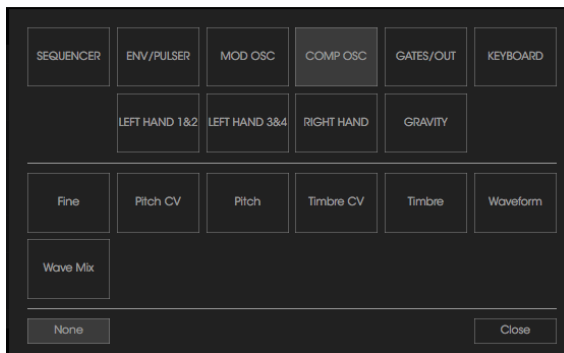 SEQUENCER ENV/PULSER MOD OSC COMP OSC GATES/OUT KEYBOARD
LEFT HAND 1&2 LEFT HAND 3&4 RIGHT HAND GRAVITY
Fine Pitch CV Pitch Timbre CV Timbre Waveform
Wave Mix
None Close